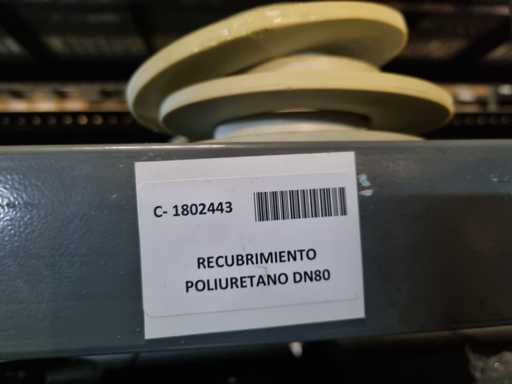 C- 1802443
RECUBRIMIENTO
POLIURETANO DN80